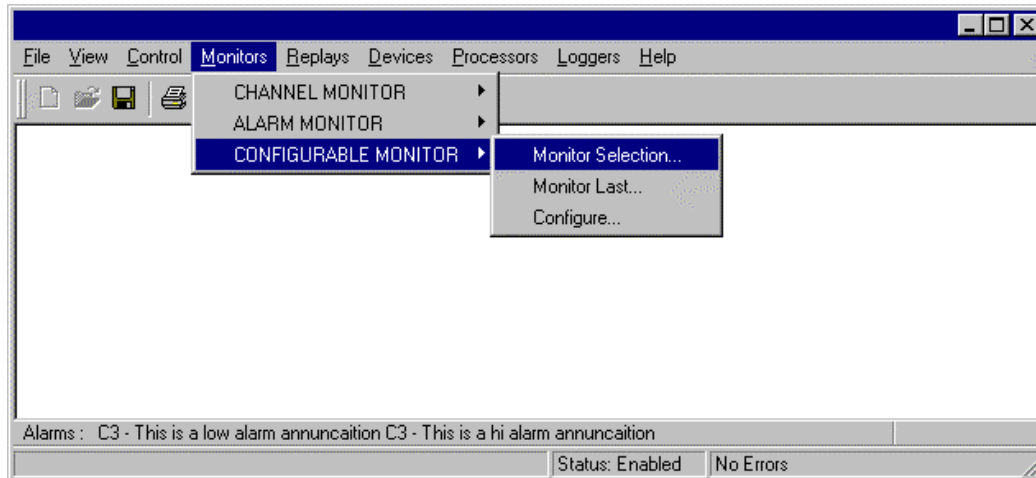 File View Control Monitors Replays Devices Processors Loggers Help
CHANNEL MONITOR
ALARM MONITOR
CONFIGURABLE MONITOR
Monitor Selection...
Monitor Last...
Configure...
Alarms : C3 - This is a low alarm annuncaition C3 - This is a hi alarm annuncaition
Status: Enabled No Errors